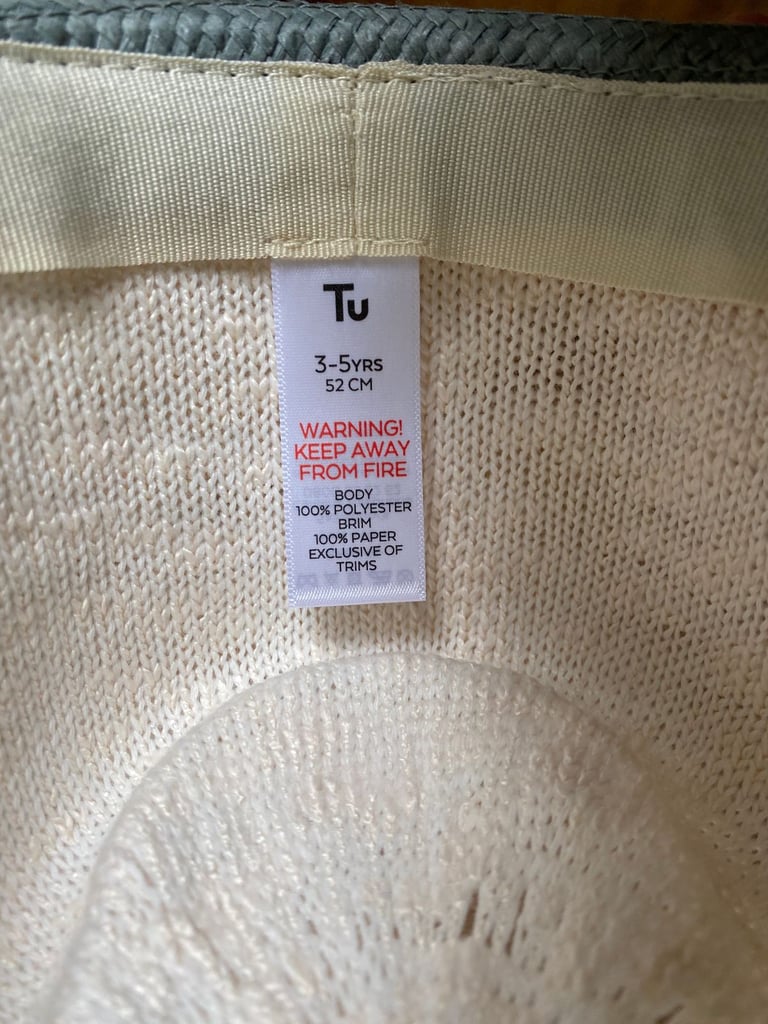 Tu
3-5YRS
52 CM
WARNING!
KEEP AWAY
FROM FIRE
BODY
100% POLYESTER
BRIM
100% PAPER
EXCLUSIVE OF
TRIMS